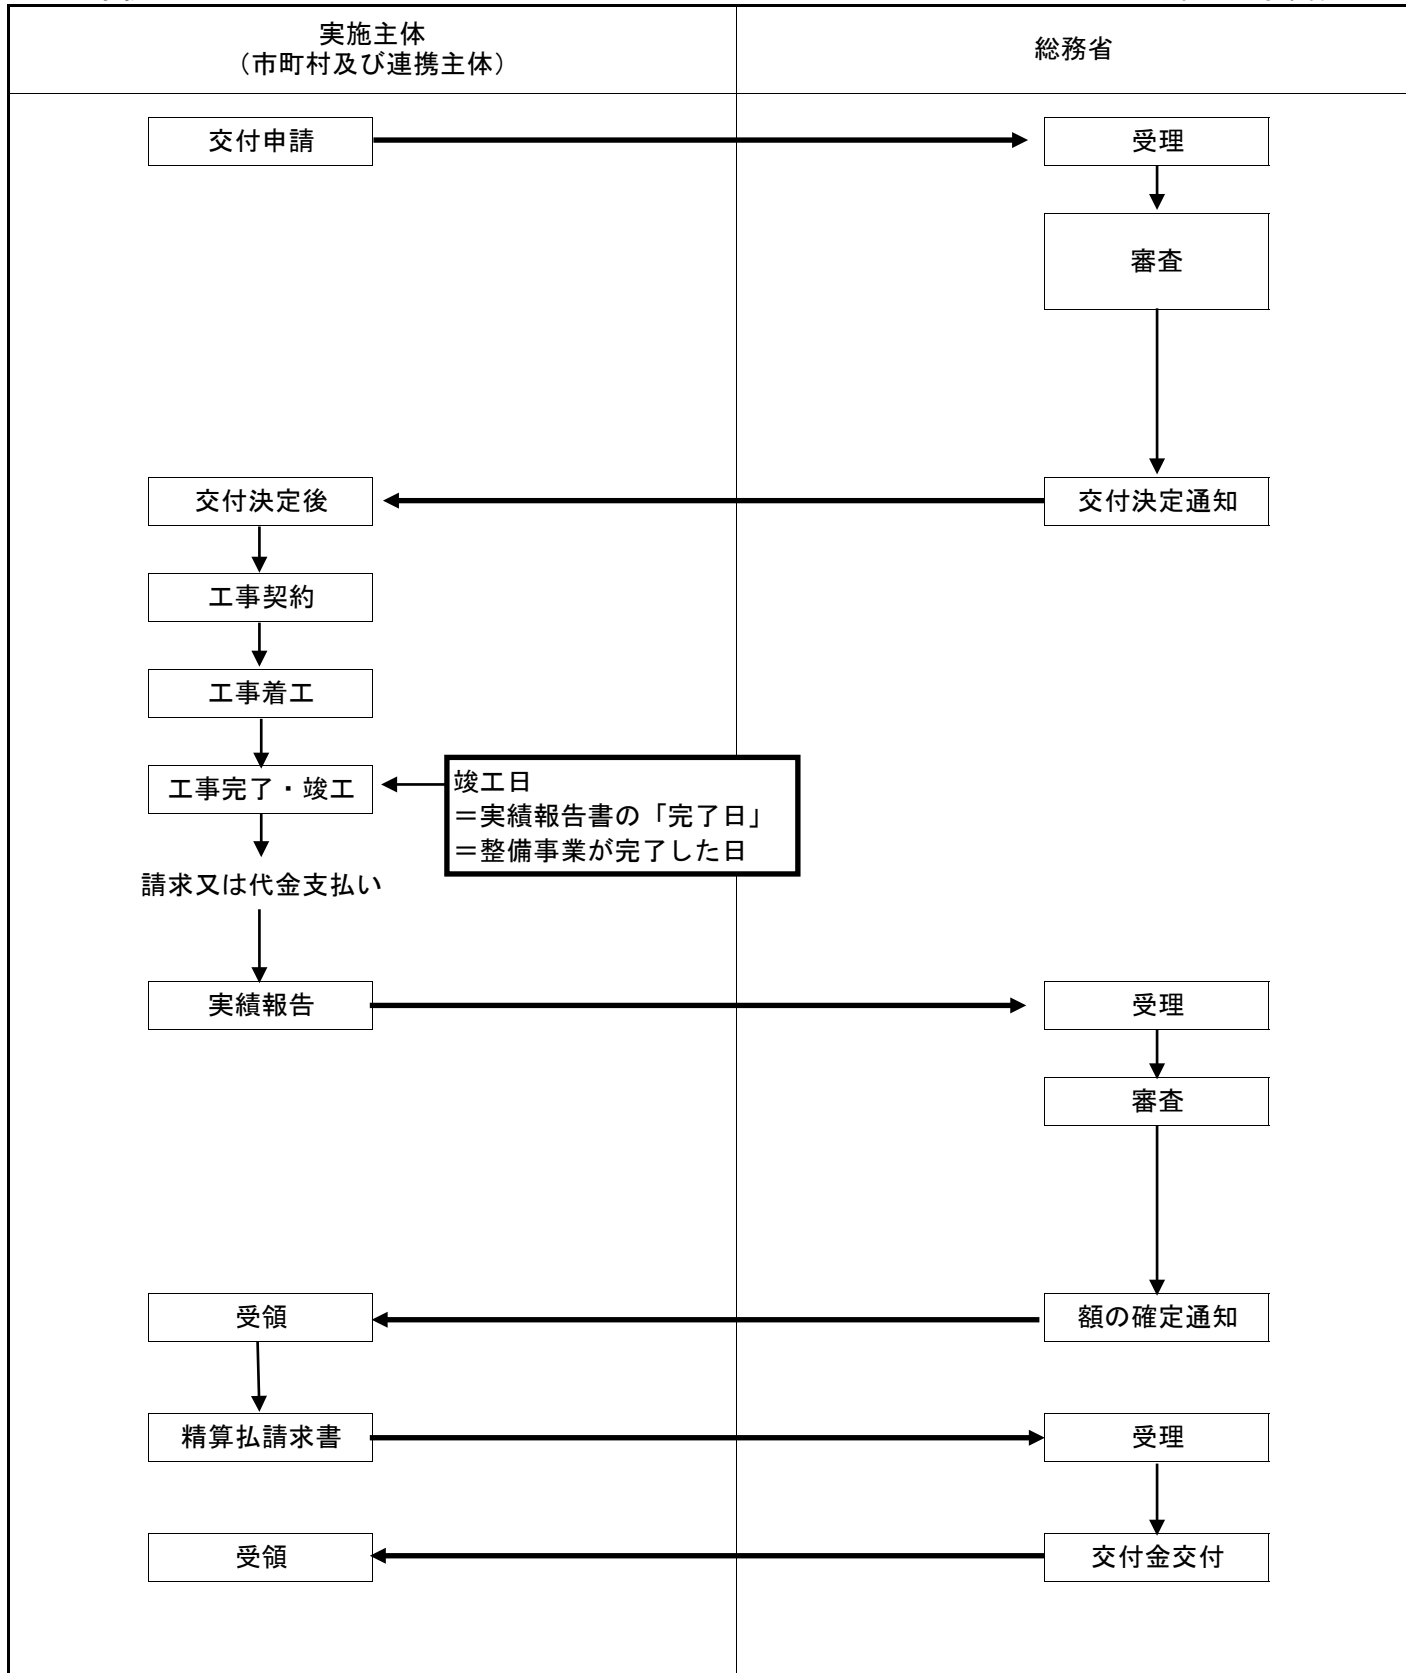 実施主体
（市町村及び連携主体）
総務省
交付申請
受理
審査
交付決定後
交付決定通知
工事契約
工事着工
工事完了・竣工
竣工日
＝実績報告書の「完了日」
＝整備事業が完了した日
請求又は代金支払い
実績報告
受理
審査
受領
額の確定通知
精算払請求書
受理
受領
交付金交付